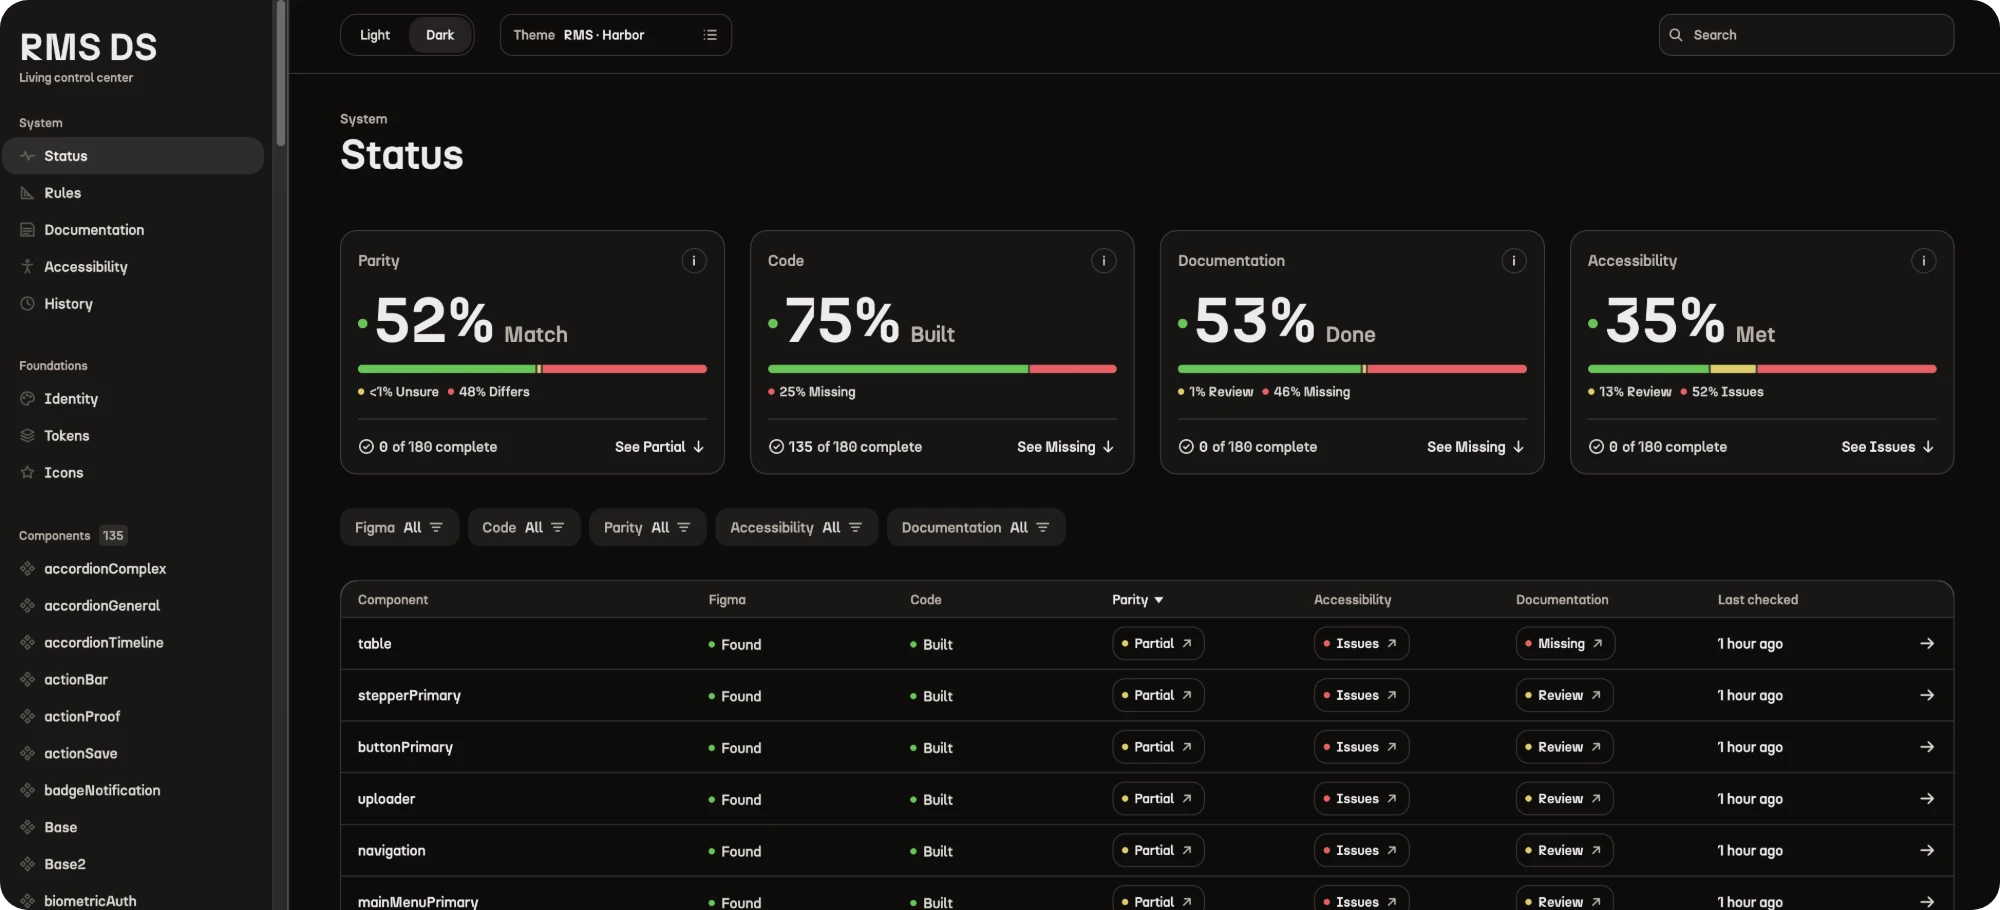 RMS DS
Living control center
System
Status
Rules
Documentation
Accessibility
History
Foundations
Identity
Tokens
Icons
Components 135
accordionComplex
accordionGeneral
accordionTimeline
actionBar
actionProof
actionSave
badgeNotification
Base
Base2
biometricAuth
Light Dark Theme RMS · Harbor Search
System
Status
Parity
52% Match
<1% Unsure 48% Differs
0 of 180 complete See Partial ↓
Code
75% Built
25% Missing
135 of 180 complete See Missing ↓
Documentation
53% Done
1% Review 46% Missing
0 of 180 complete See Missing ↓
Accessibility
35% Met
13% Review 52% Issues
0 of 180 complete See Issues ↓
Figma All Code All Parity All Accessibility All Documentation All
Component Figma Code Parity Accessibility Documentation Last checked
table Found Built Partial Issues Missing 1 hour ago
stepperPrimary Found Built Partial Issues Review 1 hour ago
buttonPrimary Found Built Partial Issues Review 1 hour ago
uploader Found Built Partial Issues Review 1 hour ago
navigation Found Built Partial Issues Review 1 hour ago
mainMenuPrimary Found Built Partial Issues Review 1 hour ago